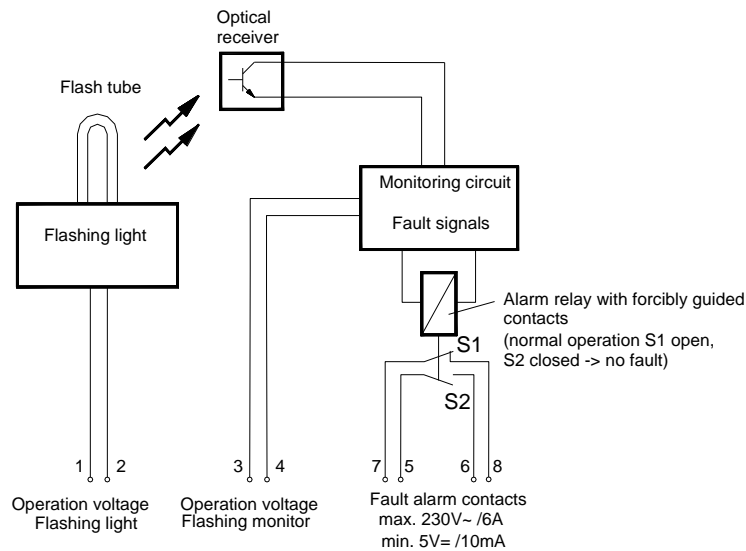 Optical
receiver
Flash tube
Monitoring circuit
Fault signals
Flashing light
Alarm relay with forcibly guided
contacts
(normal operation S1 open,
S2 closed -> no fault)
S1
S2
1 2
3 4
7 5 6 8
Operation voltage
Flashing light
Operation voltage
Flashing monitor
Fault alarm contacts
max. 230V~ /6A
min. 5V= /10mA